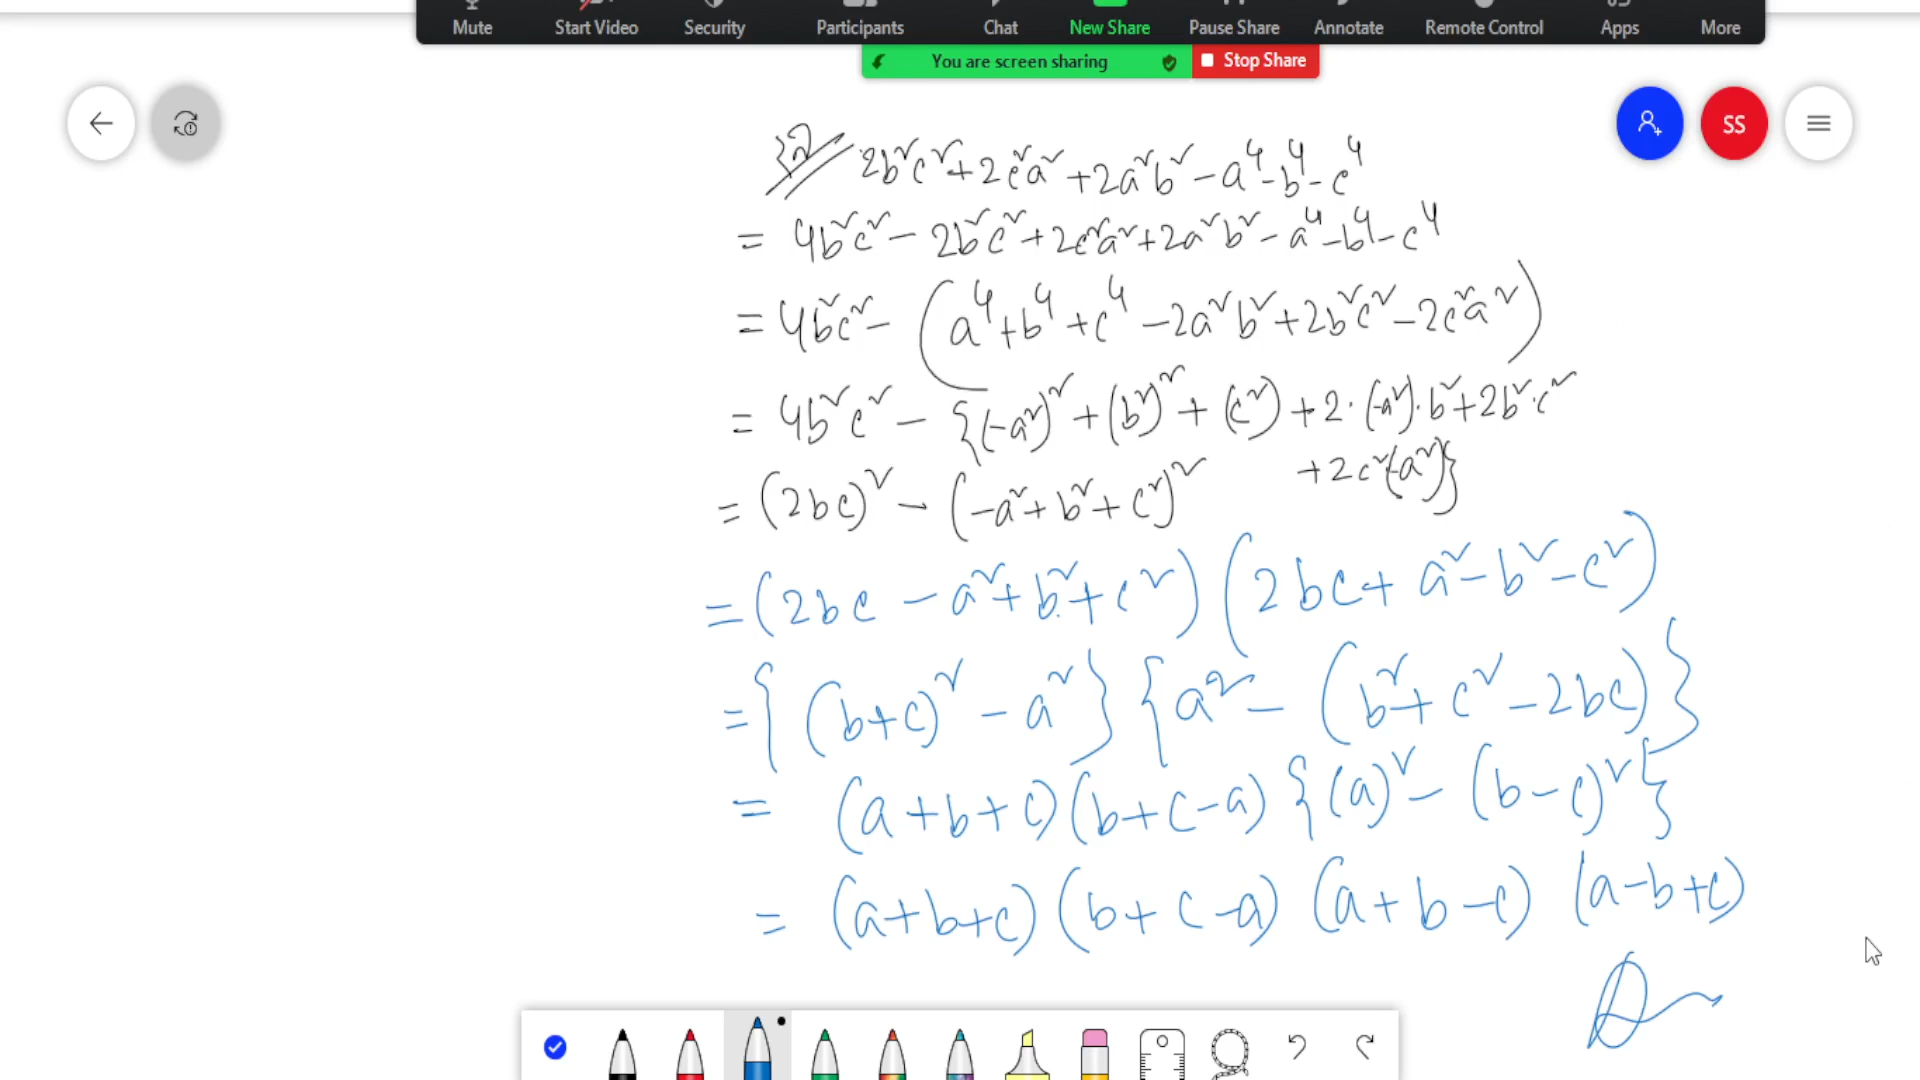 Mute Start Video Security Participants Chat New Share Pause Share Annotate Remote Control Apps More
You are screen sharing Stop Share
SS
2b²c²+2c²a²+2a²b²-a⁴-b⁴-c⁴
= 4b²c²-2b²c²+2c²a²+2a²b²-a⁴-b⁴-c⁴
= 4b²c²-(a⁴+b⁴+c⁴-2a²b²+2b²c²-2c²a²)
= 4b²c²-{(-a²)²+(b²)²+(c²)+2·(-a²)·b²+2b²·c²
+2c²(-a²)}
= (2bc)²-(-a²+b²+c²)²
= (2bc-a²+b²+c²)(2bc+a²-b²-c²)
= {(b+c)²-a²}{a²-(b²+c²-2bc)}
= (a+b+c)(b+c-a){(a)²-(b-c)²}
= (a+b+c)(b+c-a)(a+b-c)(a-b+c)